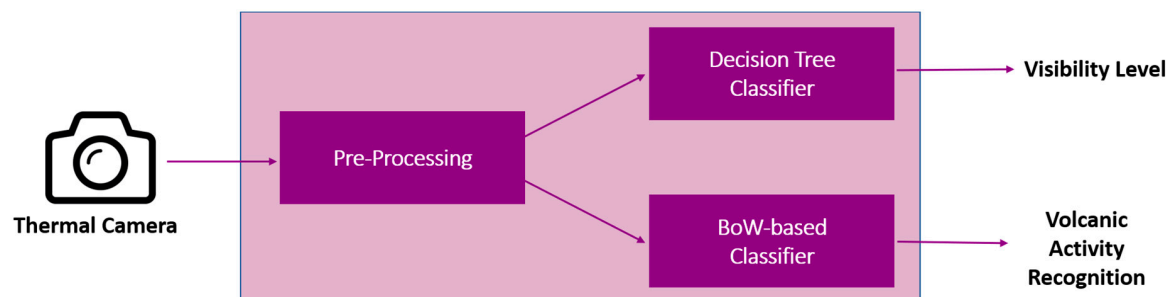 Thermal Camera
Pre-Processing
Decision Tree
Classifier
Visibility Level
BoW-based
Classifier
Volcanic
Activity
Recognition